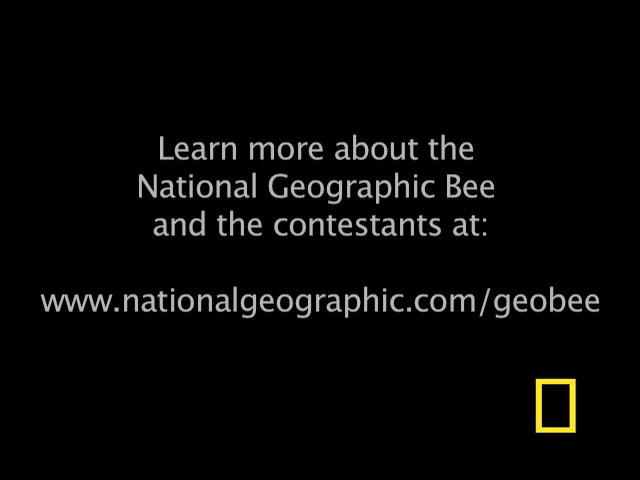 Learn more about the
National Geographic Bee
and the contestants at:
www.nationalgeographic.com/geobee